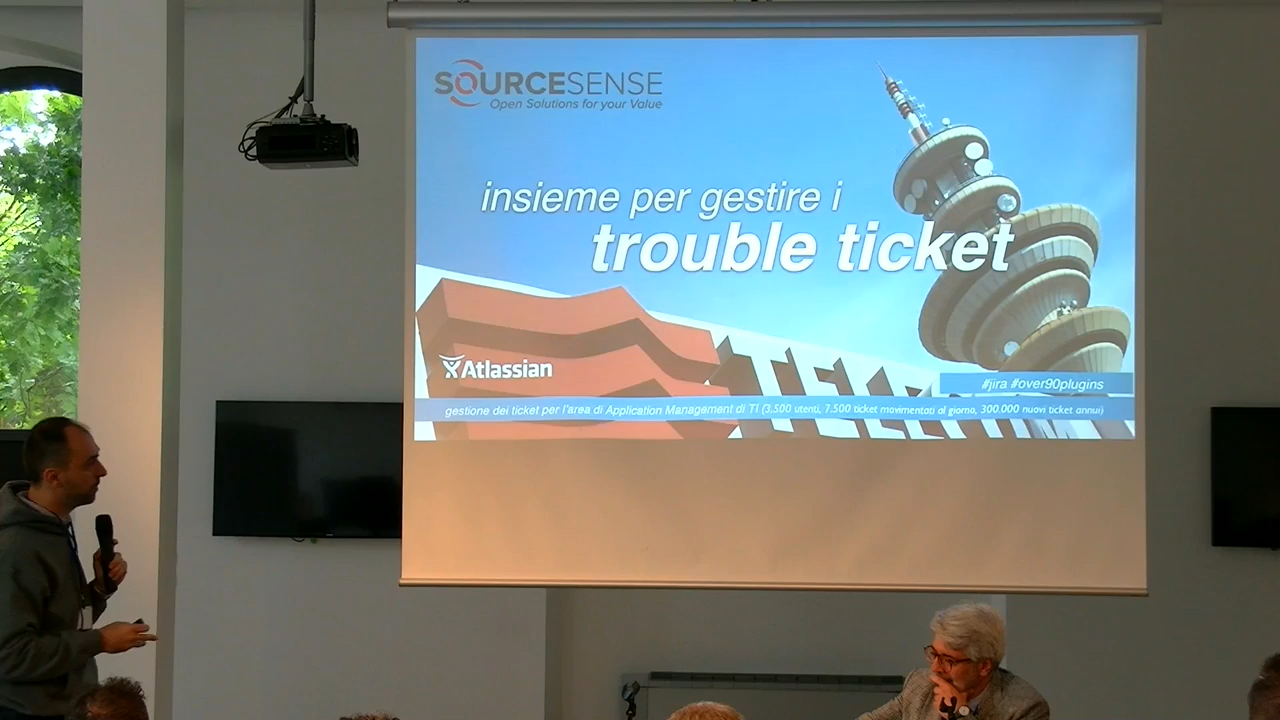 SOURCESENSE
Open Solutions for your Value
insieme per gestire i
trouble ticket
Atlassian
#jira #over90plugins
gestione dei ticket per l'area di Application Management di TI (3.500 utenti, 7.500 ticket movimentati al giorno, 300.000 nuovi ticket annui)